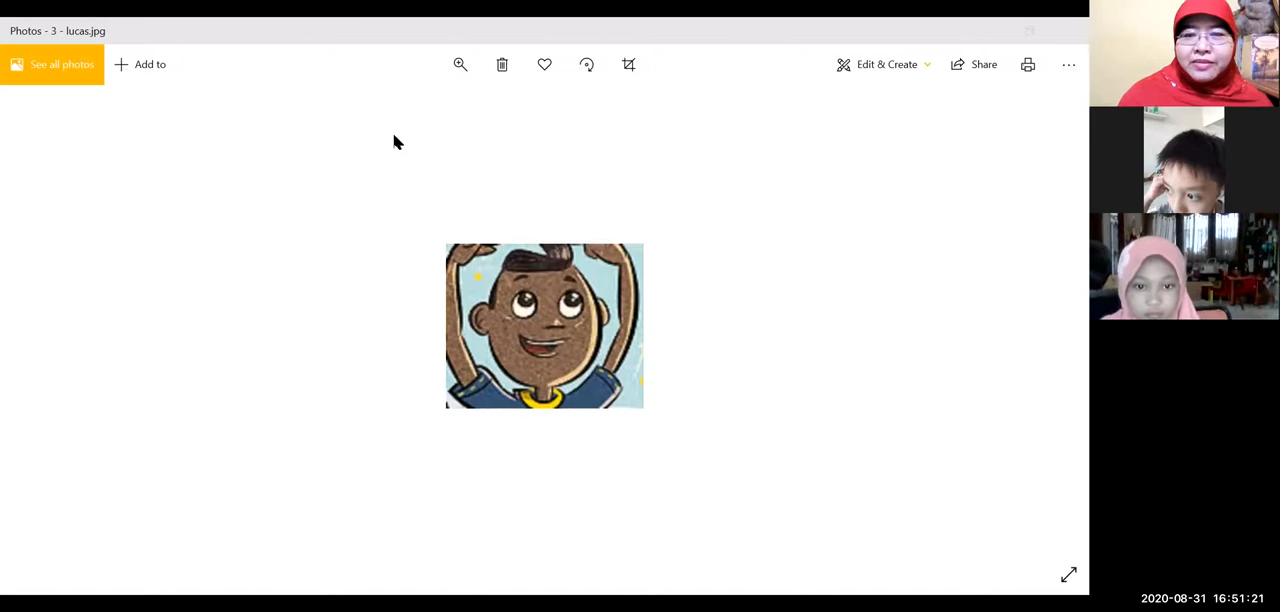 Photos - 3 - lucas.jpg
See all photos
Add to
Edit & Create
Share
2020-08-31 16:51:21